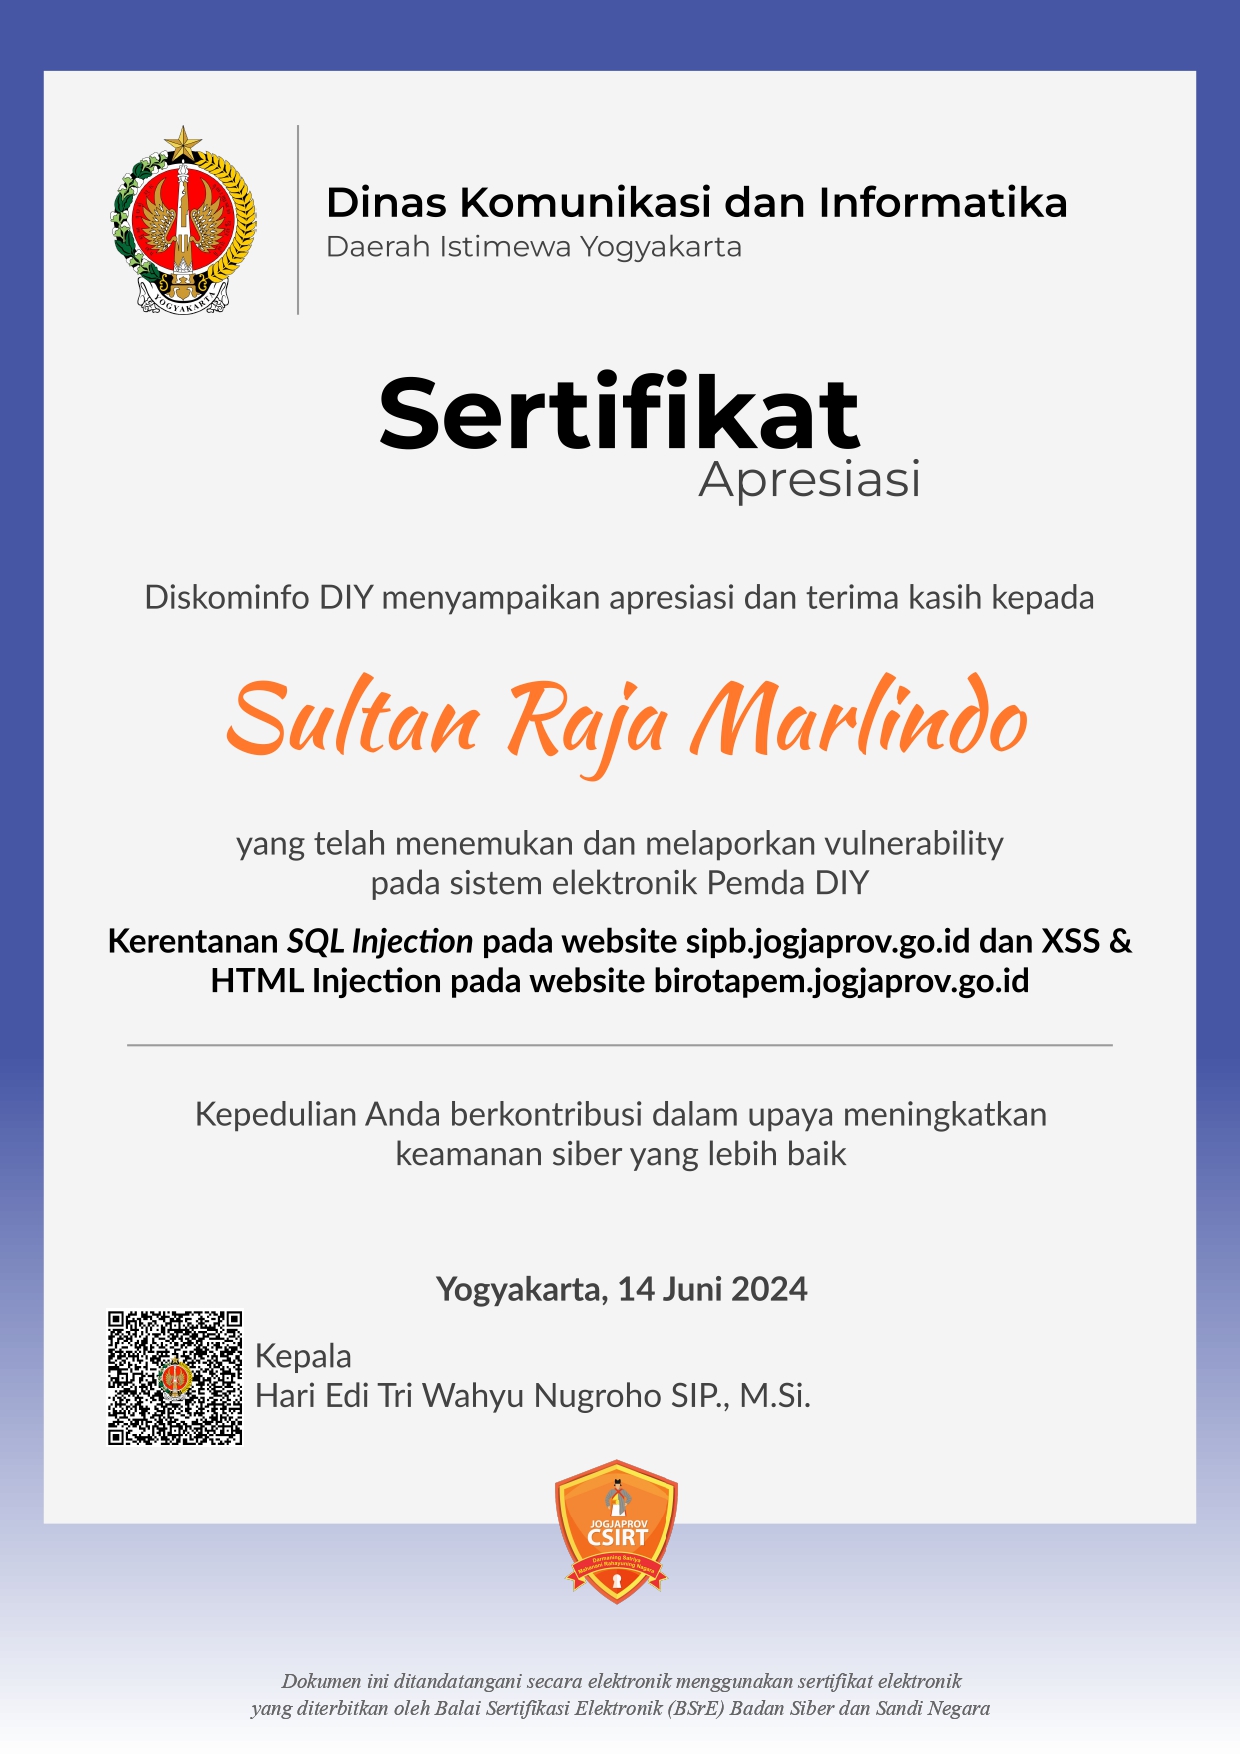 YOGYAKARTA
Dinas Komunikasi dan Informatika
Daerah Istimewa Yogyakarta
Sertifikat
Apresiasi
Diskominfo DIY menyampaikan apresiasi dan terima kasih kepada
Sultan Raja Marlindo
yang telah menemukan dan melaporkan vulnerability
pada sistem elektronik Pemda DIY
Kerentanan SQL Injection pada website sipb.jogjaprov.go.id dan XSS &
HTML Injection pada website birotapem.jogjaprov.go.id
Kepedulian Anda berkontribusi dalam upaya meningkatkan
keamanan siber yang lebih baik
Yogyakarta, 14 Juni 2024
Kepala
Hari Edi Tri Wahyu Nugroho SIP., M.Si.
JOGJAPROV
CSIRT
Darmaning Satriya
Mahanani Rahayuning Nagara
Dokumen ini ditandatangani secara elektronik menggunakan sertifikat elektronik
yang diterbitkan oleh Balai Sertifikasi Elektronik (BSrE) Badan Siber dan Sandi Negara